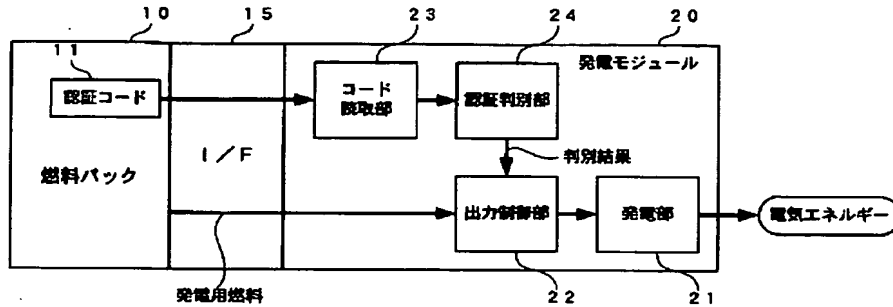 10
15
23
24
20
11
発電モジュール
認証コード
コード
読取部
認証判別部
I/F
判別結果
燃料パック
出力制御部
発電部
電気エネルギー
発電用燃料
22
21